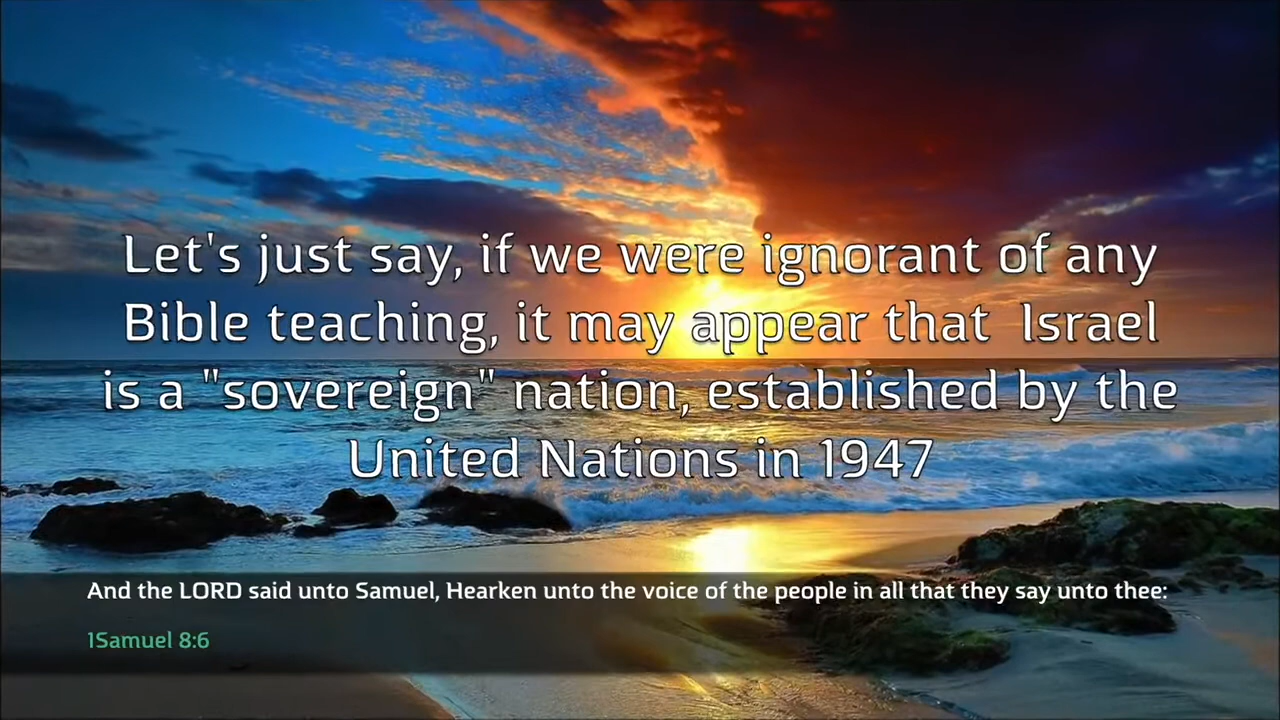 Let's just say, if we were ignorant of any
Bible teaching, it may appear that  Israel
is a "sovereign" nation, established by the
United Nations in 1947
And the LORD said unto Samuel, Hearken unto the voice of the people in all that they say unto thee:
1Samuel 8:6